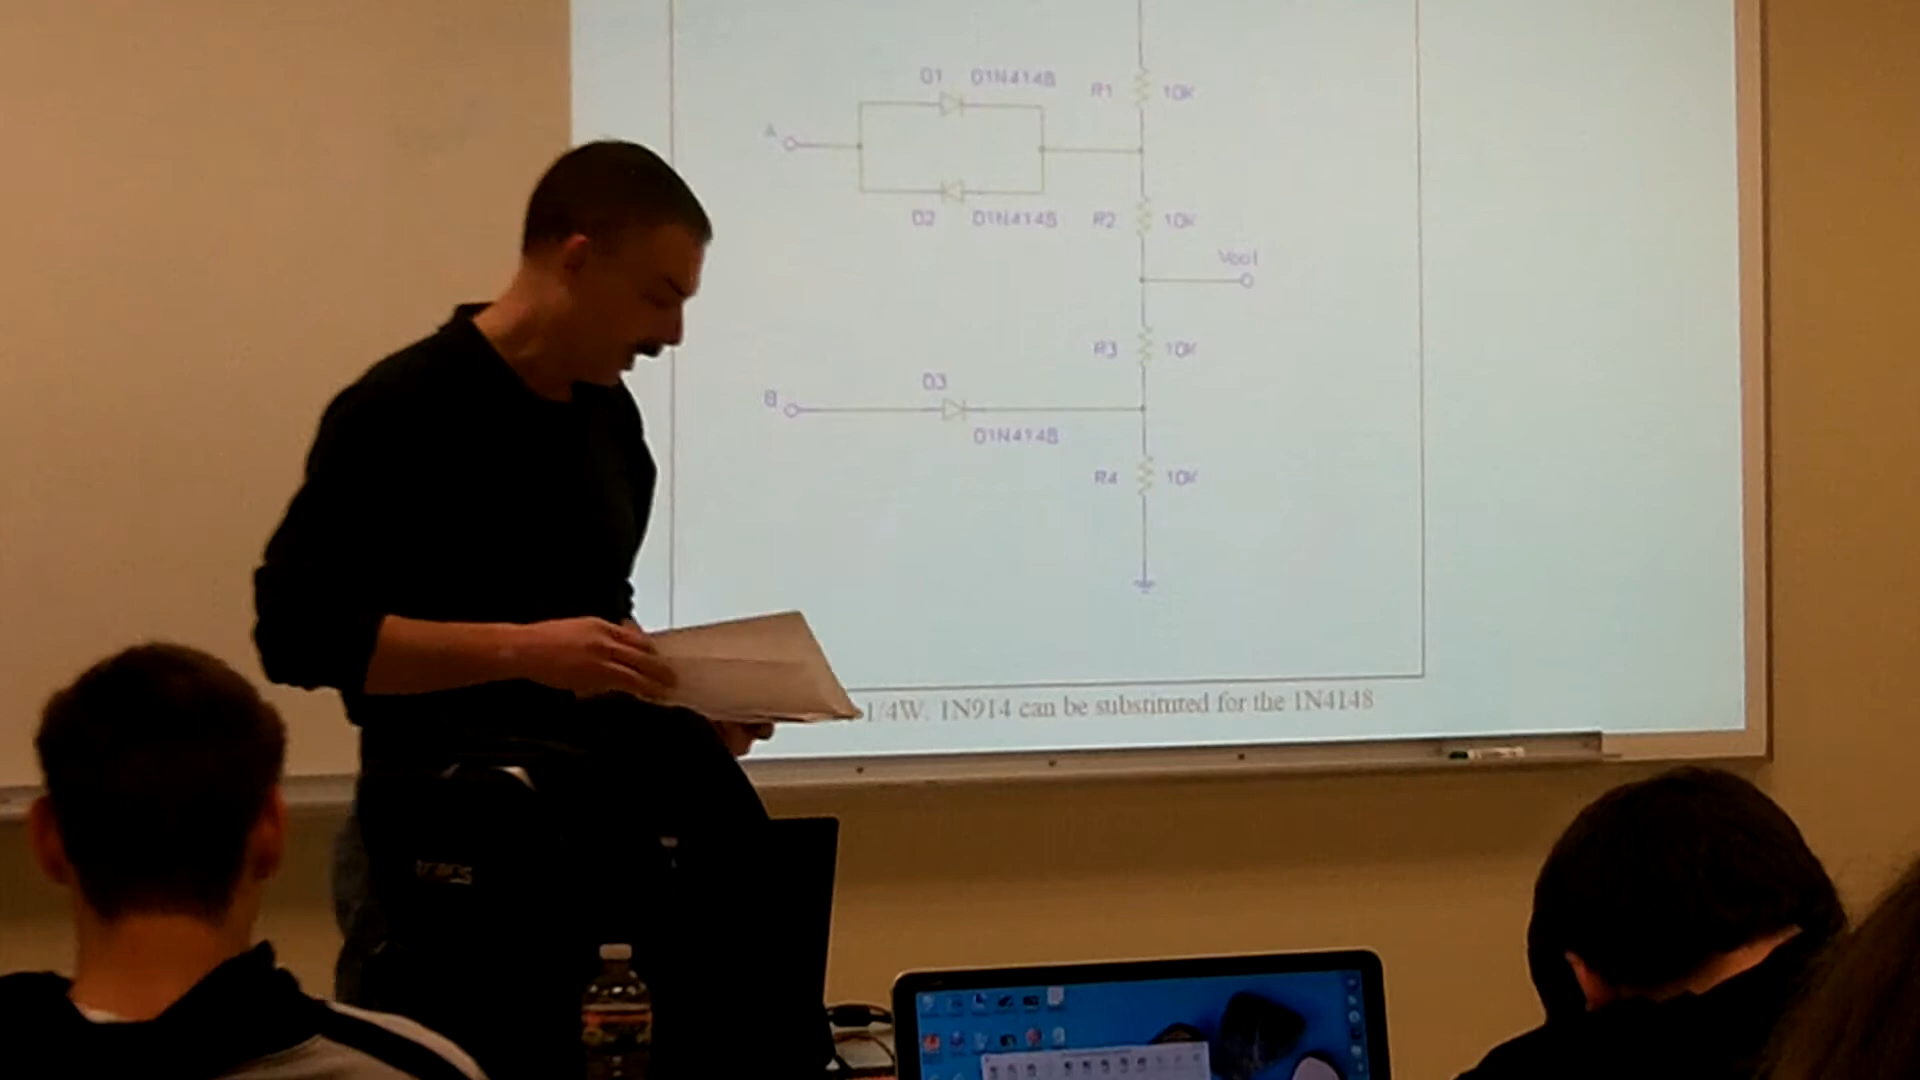 D1 D1N4148
R1 10K
A
D2 D1N4148 R2 10K
Vout
R3 10K
D3
B
D1N4148
R4 10K
1/4W. 1N914 can be substituted for the 1N4148
trans